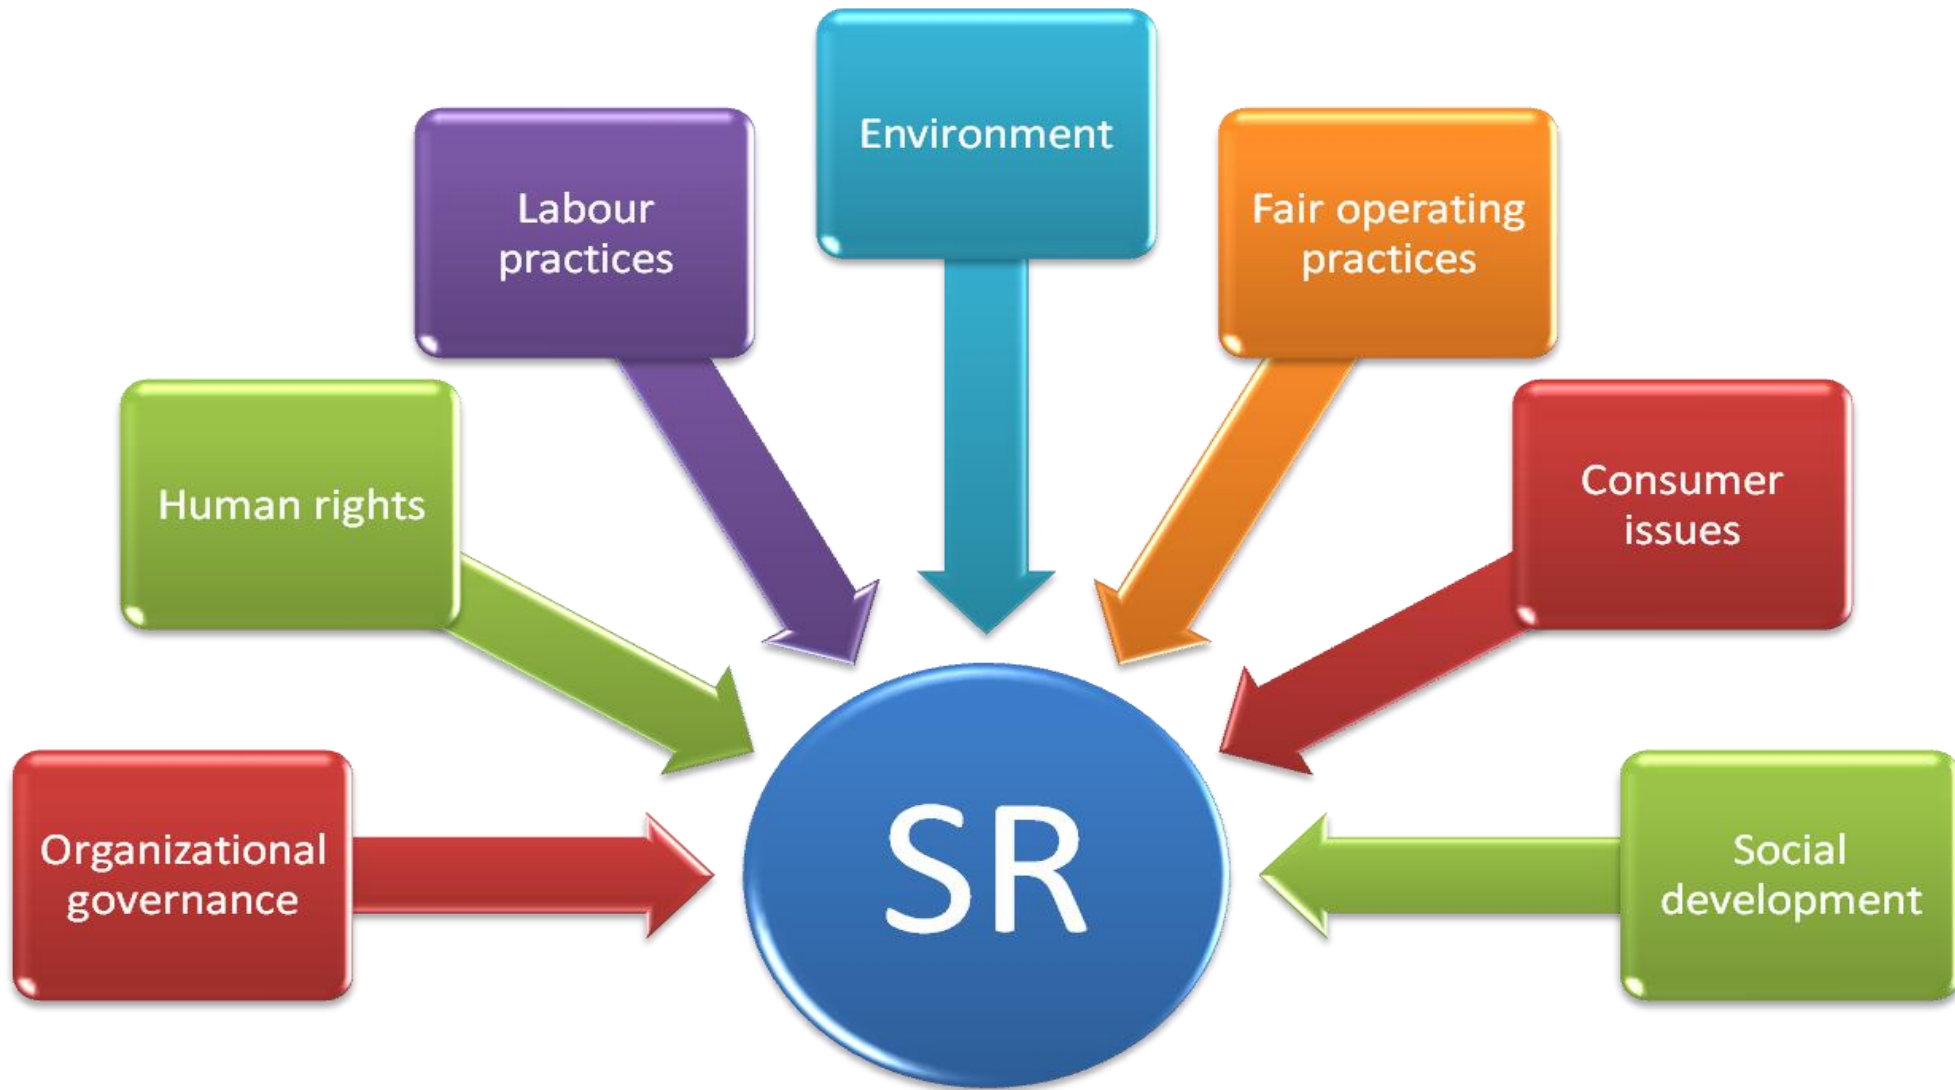 Environment
Labour
practices
Fair operating
practices
Human rights
Consumer
issues
Organizational
governance
SR
Social
development